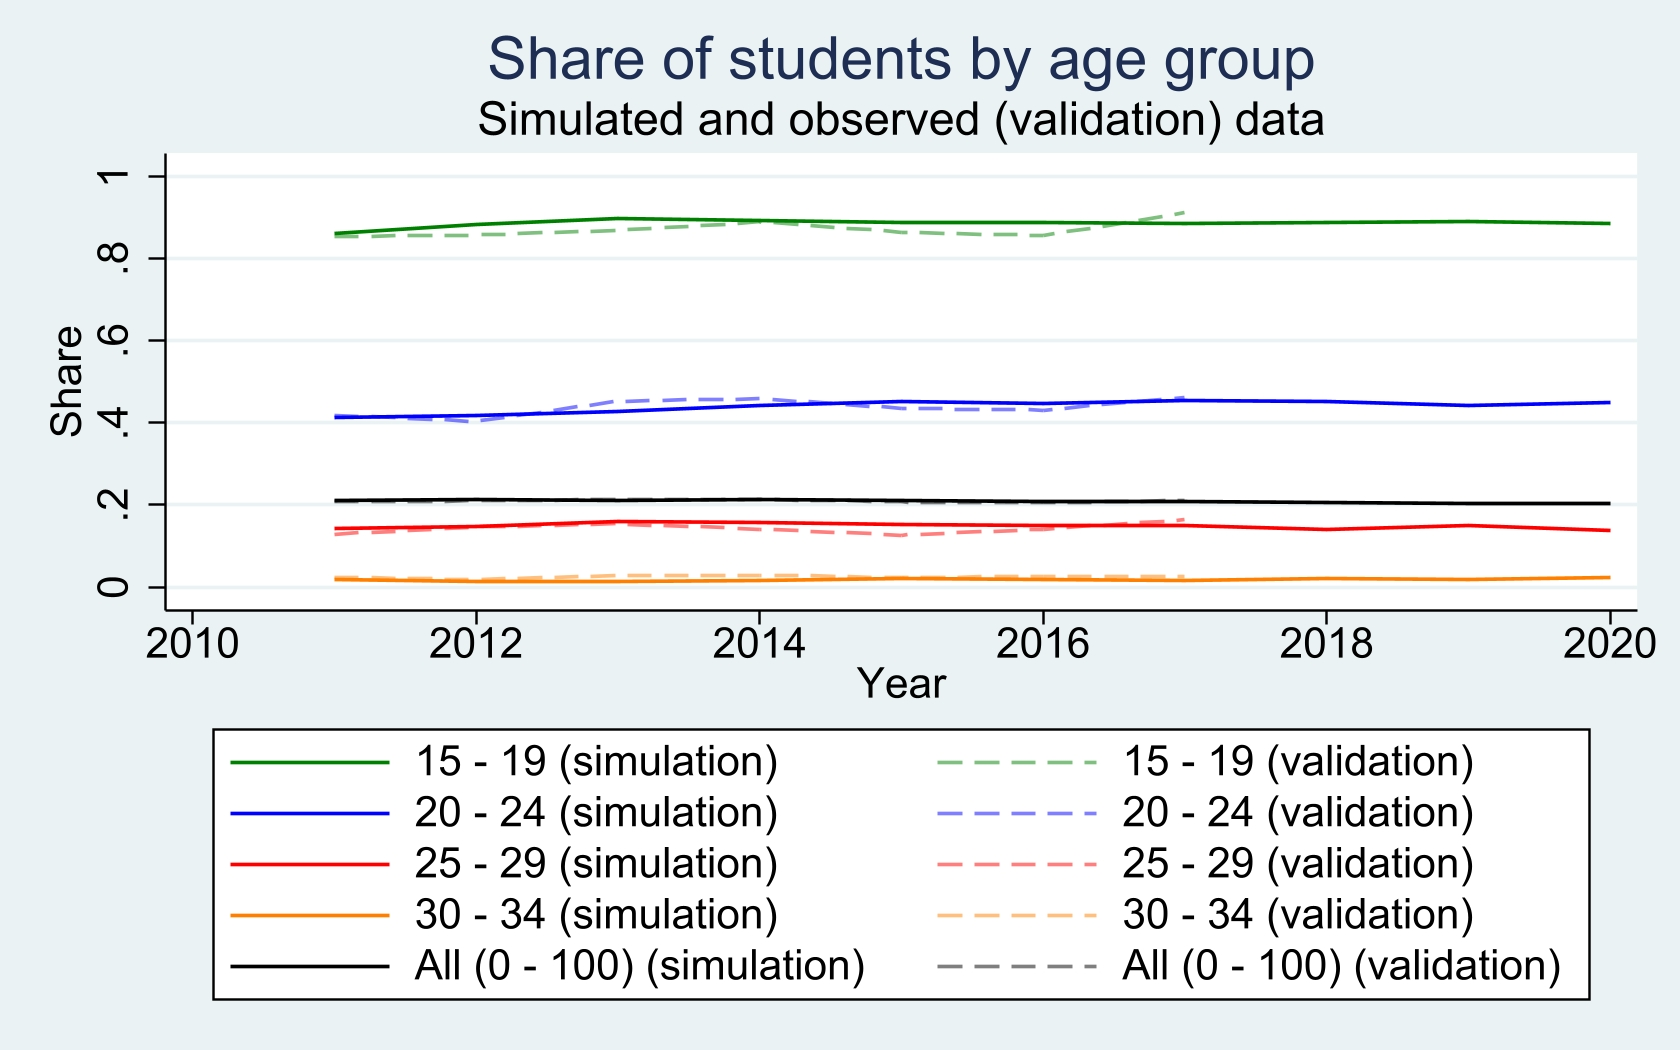 Share of students by age group
Simulated and observed (validation) data
Share
1
.8
.6
.4
.2
0
2010 2012 2014 2016 2018 2020
Year
15 - 19 (simulation) 15 - 19 (validation)
20 - 24 (simulation) 20 - 24 (validation)
25 - 29 (simulation) 25 - 29 (validation)
30 - 34 (simulation) 30 - 34 (validation)
All (0 - 100) (simulation) All (0 - 100) (validation)